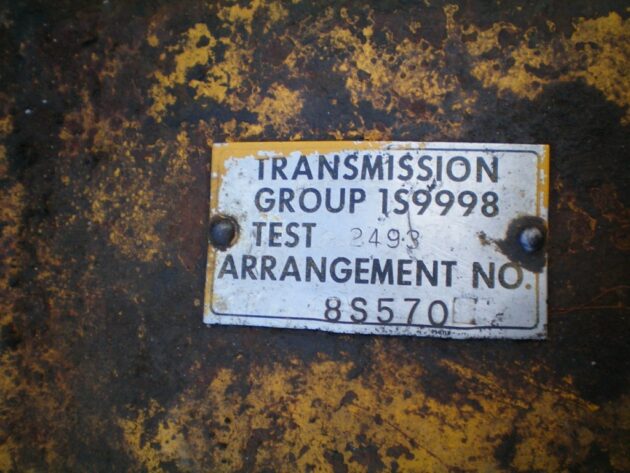 TRANSMISSION
GROUP 1S9998
TEST 2493
ARRANGEMENT NO.
8S570